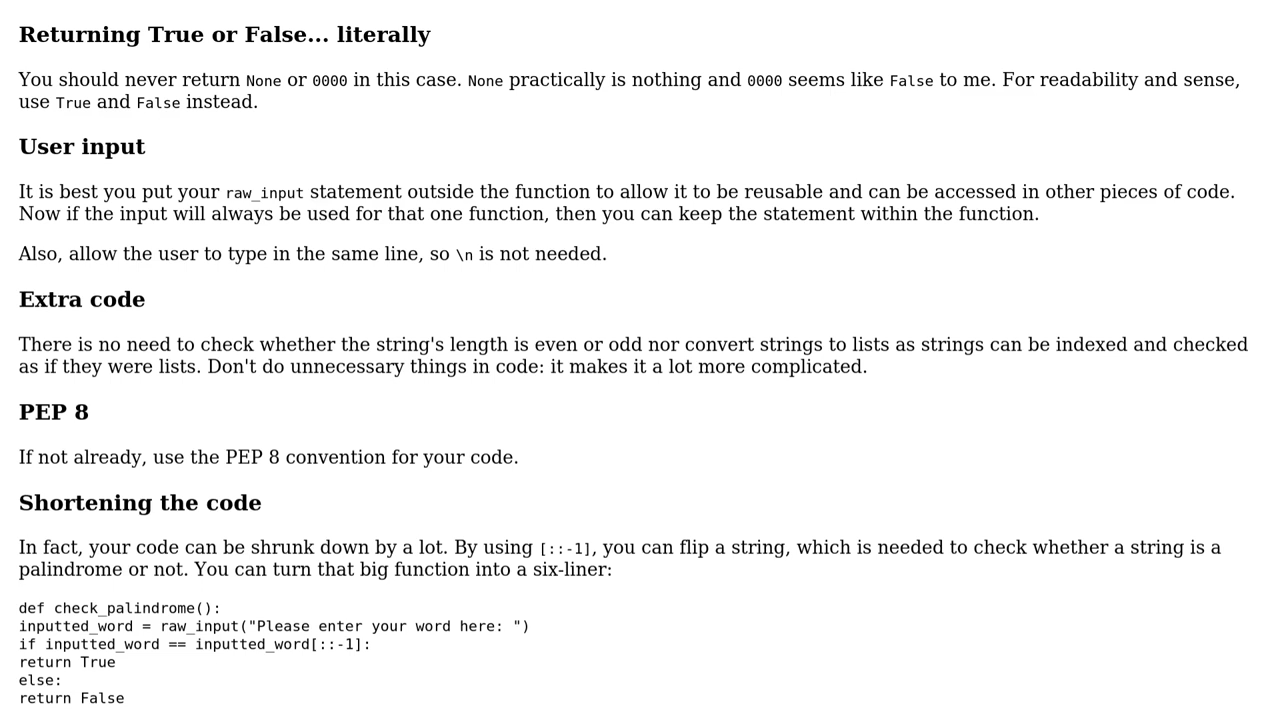 Returning True or False... literally
You should never return None or 0000 in this case. None practically is nothing and 0000 seems like False to me. For readability and sense,
use True and False instead.
User input
It is best you put your raw_input statement outside the function to allow it to be reusable and can be accessed in other pieces of code.
Now if the input will always be used for that one function, then you can keep the statement within the function.
Also, allow the user to type in the same line, so \n is not needed.
Extra code
There is no need to check whether the string's length is even or odd nor convert strings to lists as strings can be indexed and checked
as if they were lists. Don't do unnecessary things in code: it makes it a lot more complicated.
PEP 8
If not already, use the PEP 8 convention for your code.
Shortening the code
In fact, your code can be shrunk down by a lot. By using [::-1], you can flip a string, which is needed to check whether a string is a
palindrome or not. You can turn that big function into a six-liner:
def check_palindrome():
inputted_word = raw_input("Please enter your word here: ")
if inputted_word == inputted_word[::-1]:
return True
else:
return False